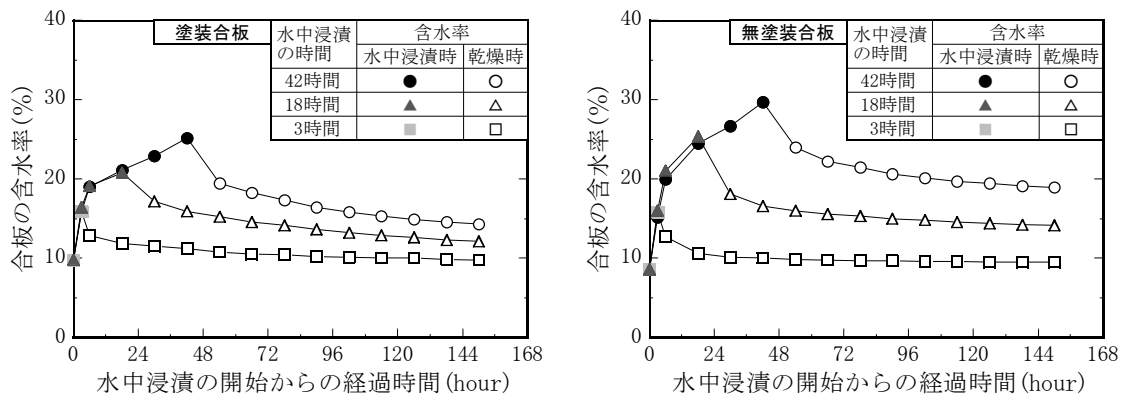 塗装合板
水中浸漬の時間 含水率
水中浸漬時 乾燥時
42時間
18時間
3時間
合板の含水率(%)
40
30
20
10
0
0 24 48 72 96 120 144 168
水中浸漬の開始からの経過時間(hour)
無塗装合板
水中浸漬の時間 含水率
水中浸漬時 乾燥時
42時間
18時間
3時間
合板の含水率(%)
40
30
20
10
0
0 24 48 72 96 120 144 168
水中浸漬の開始からの経過時間(hour)